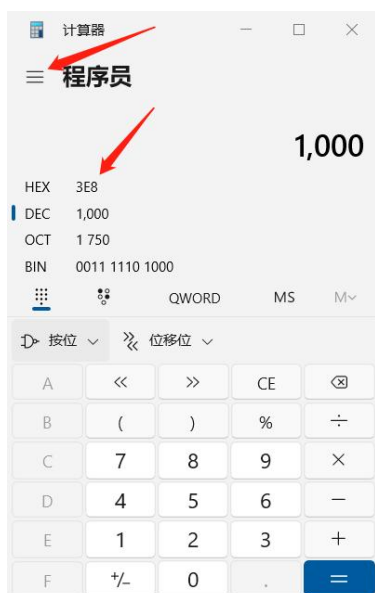 计算器
程序员
1,000
HEX 3E8
DEC 1,000
OCT 1 750
BIN 0011 1110 1000
QWORD MS M
按位 位移位
A « » CE
B ( ) % ÷
C 7 8 9 ×
D 4 5 6 −
E 1 2 3 +
F +/− 0 . =